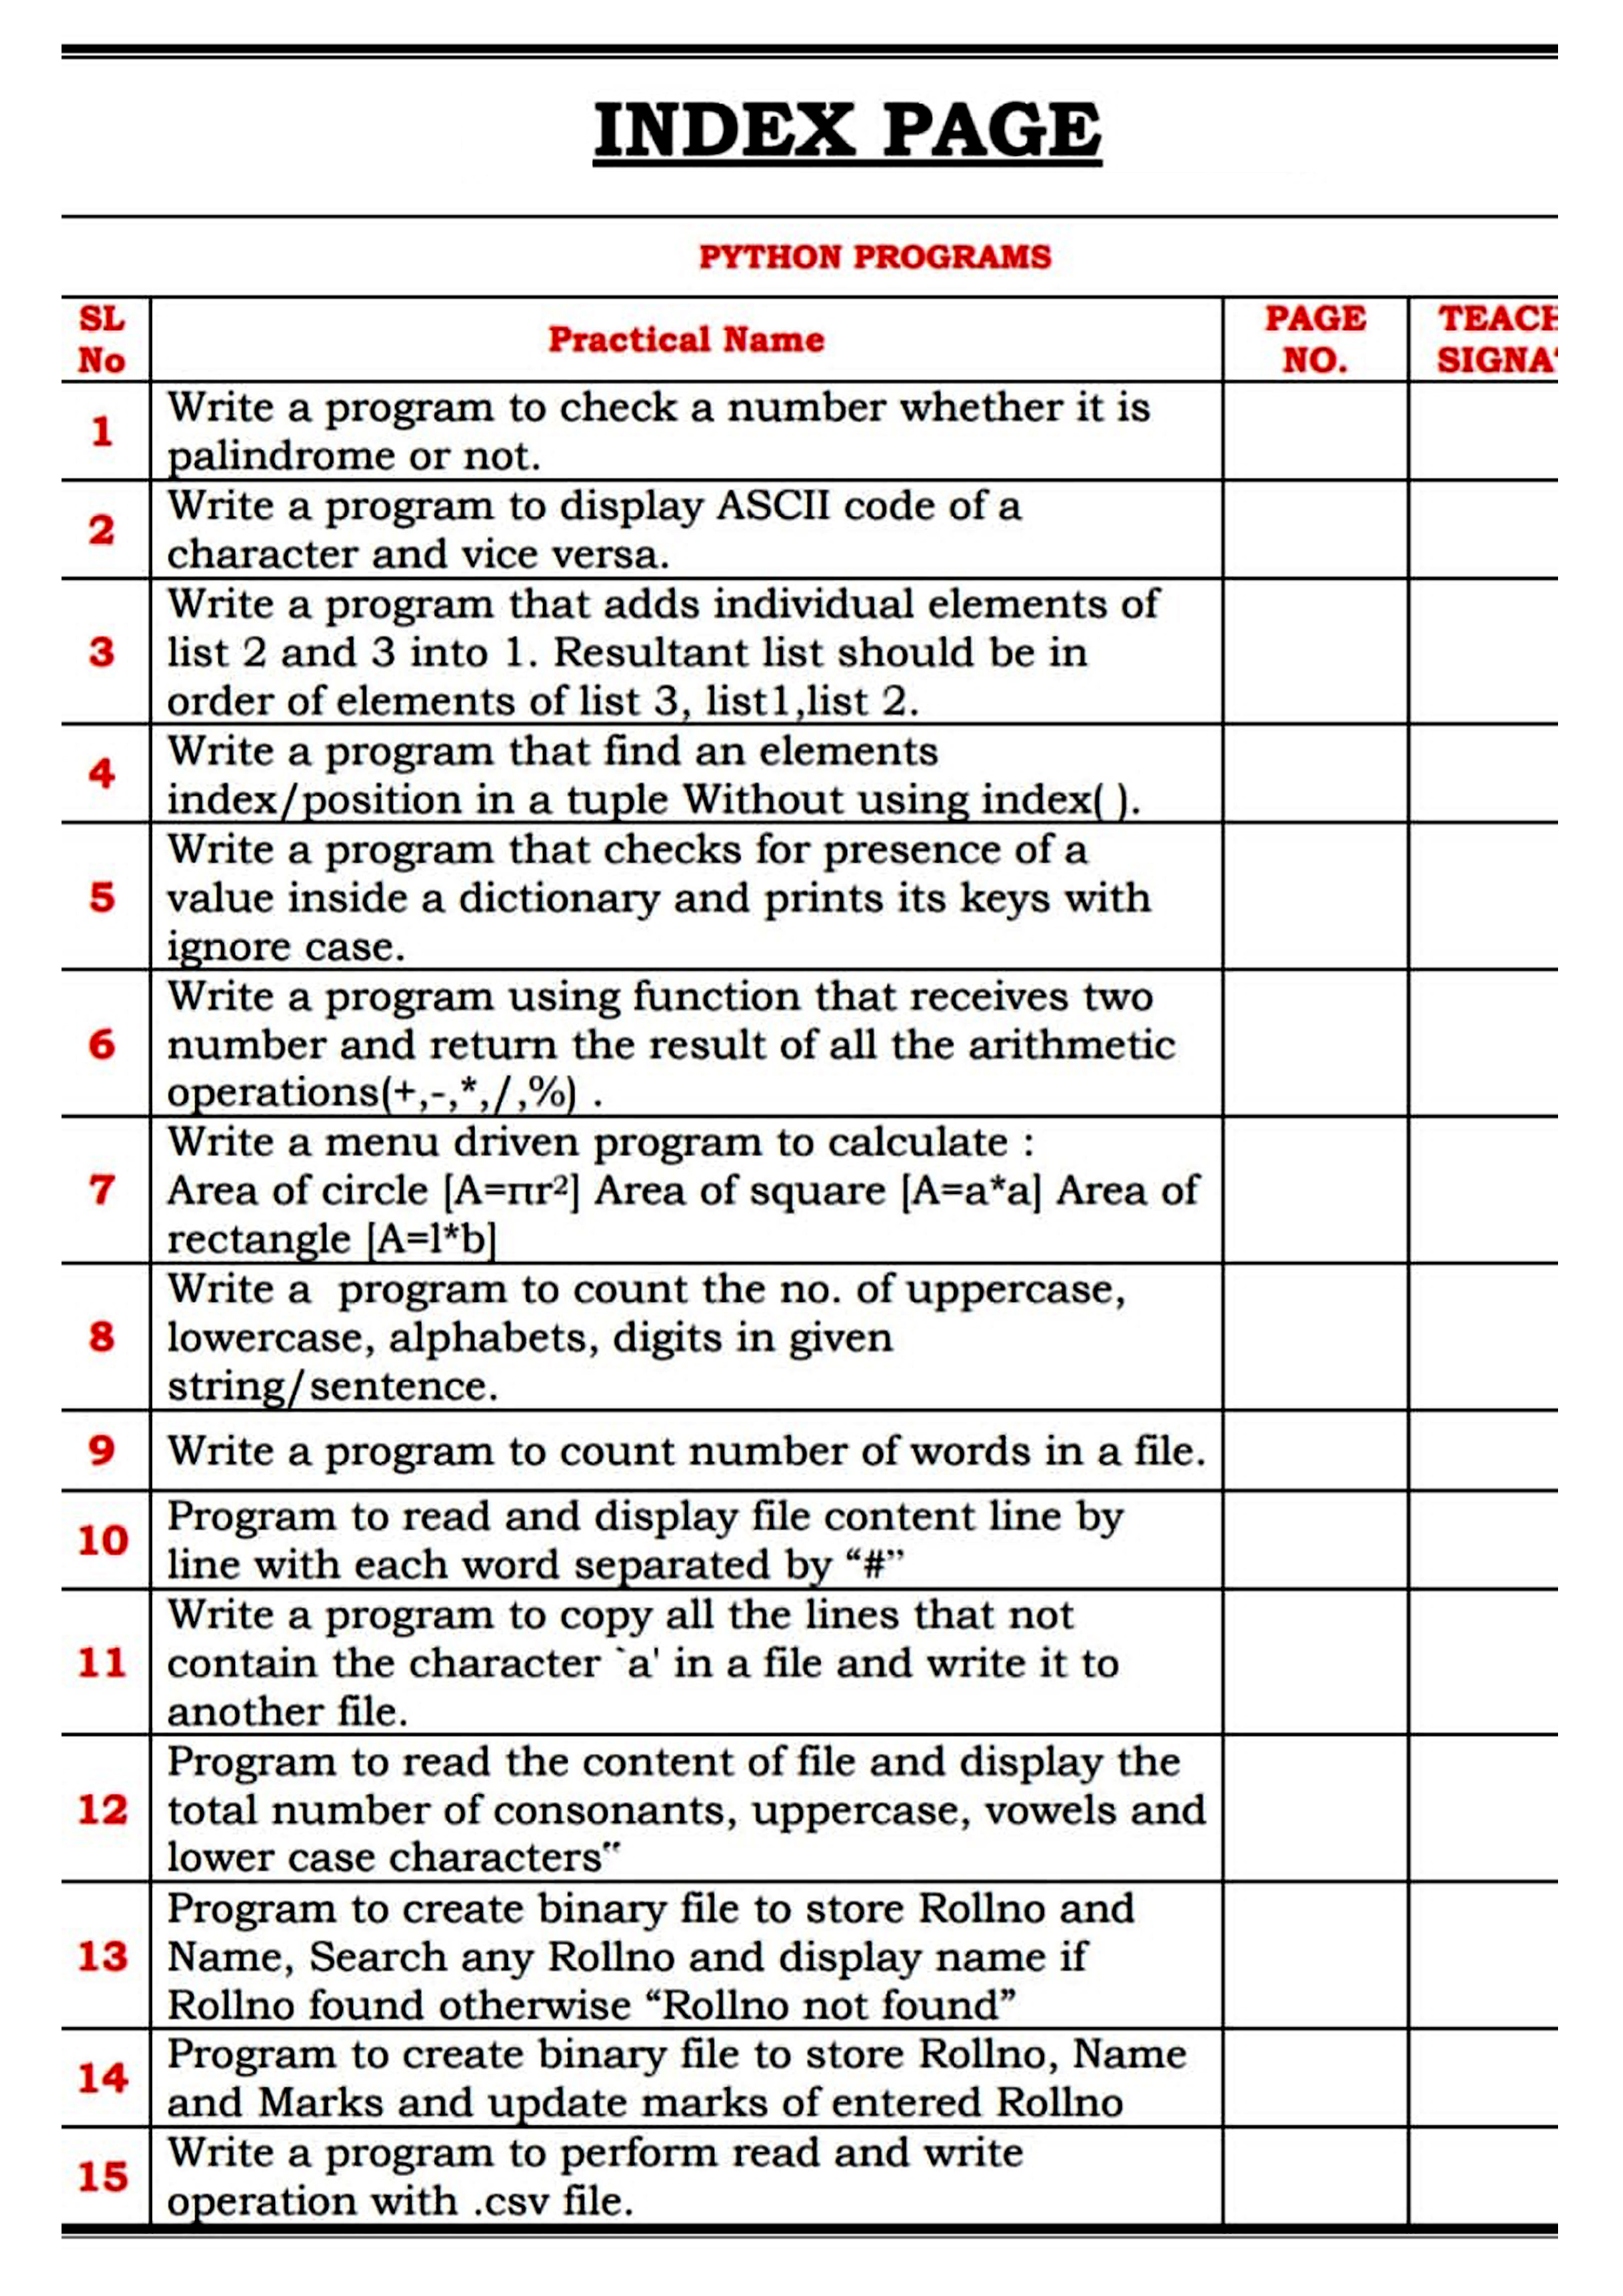 INDEX PAGE
PYTHON PROGRAMS
SL
No
Practical Name
PAGE
NO.
TEACH
SIGNA
1
Write a program to check a number whether it is
palindrome or not.
2
Write a program to display ASCII code of a
character and vice versa.
3
Write a program that adds individual elements of
list 2 and 3 into 1. Resultant list should be in
order of elements of list 3, list1,list 2.
4
Write a program that find an elements
index/position in a tuple Without using index( ).
5
Write a program that checks for presence of a
value inside a dictionary and prints its keys with
ignore case.
6
Write a program using function that receives two
number and return the result of all the arithmetic
operations(+,-,*,/,%) .
7
Write a menu driven program to calculate :
Area of circle [A=πr²] Area of square [A=a*a] Area of
rectangle [A=l*b]
8
Write a  program to count the no. of uppercase,
lowercase, alphabets, digits in given
string/sentence.
9
Write a program to count number of words in a file.
10
Program to read and display file content line by
line with each word separated by “#”
11
Write a program to copy all the lines that not
contain the character `a' in a file and write it to
another file.
12
Program to read the content of file and display the
total number of consonants, uppercase, vowels and
lower case characters‟
13
Program to create binary file to store Rollno and
Name, Search any Rollno and display name if
Rollno found otherwise “Rollno not found”
14
Program to create binary file to store Rollno, Name
and Marks and update marks of entered Rollno
15
Write a program to perform read and write
operation with .csv file.